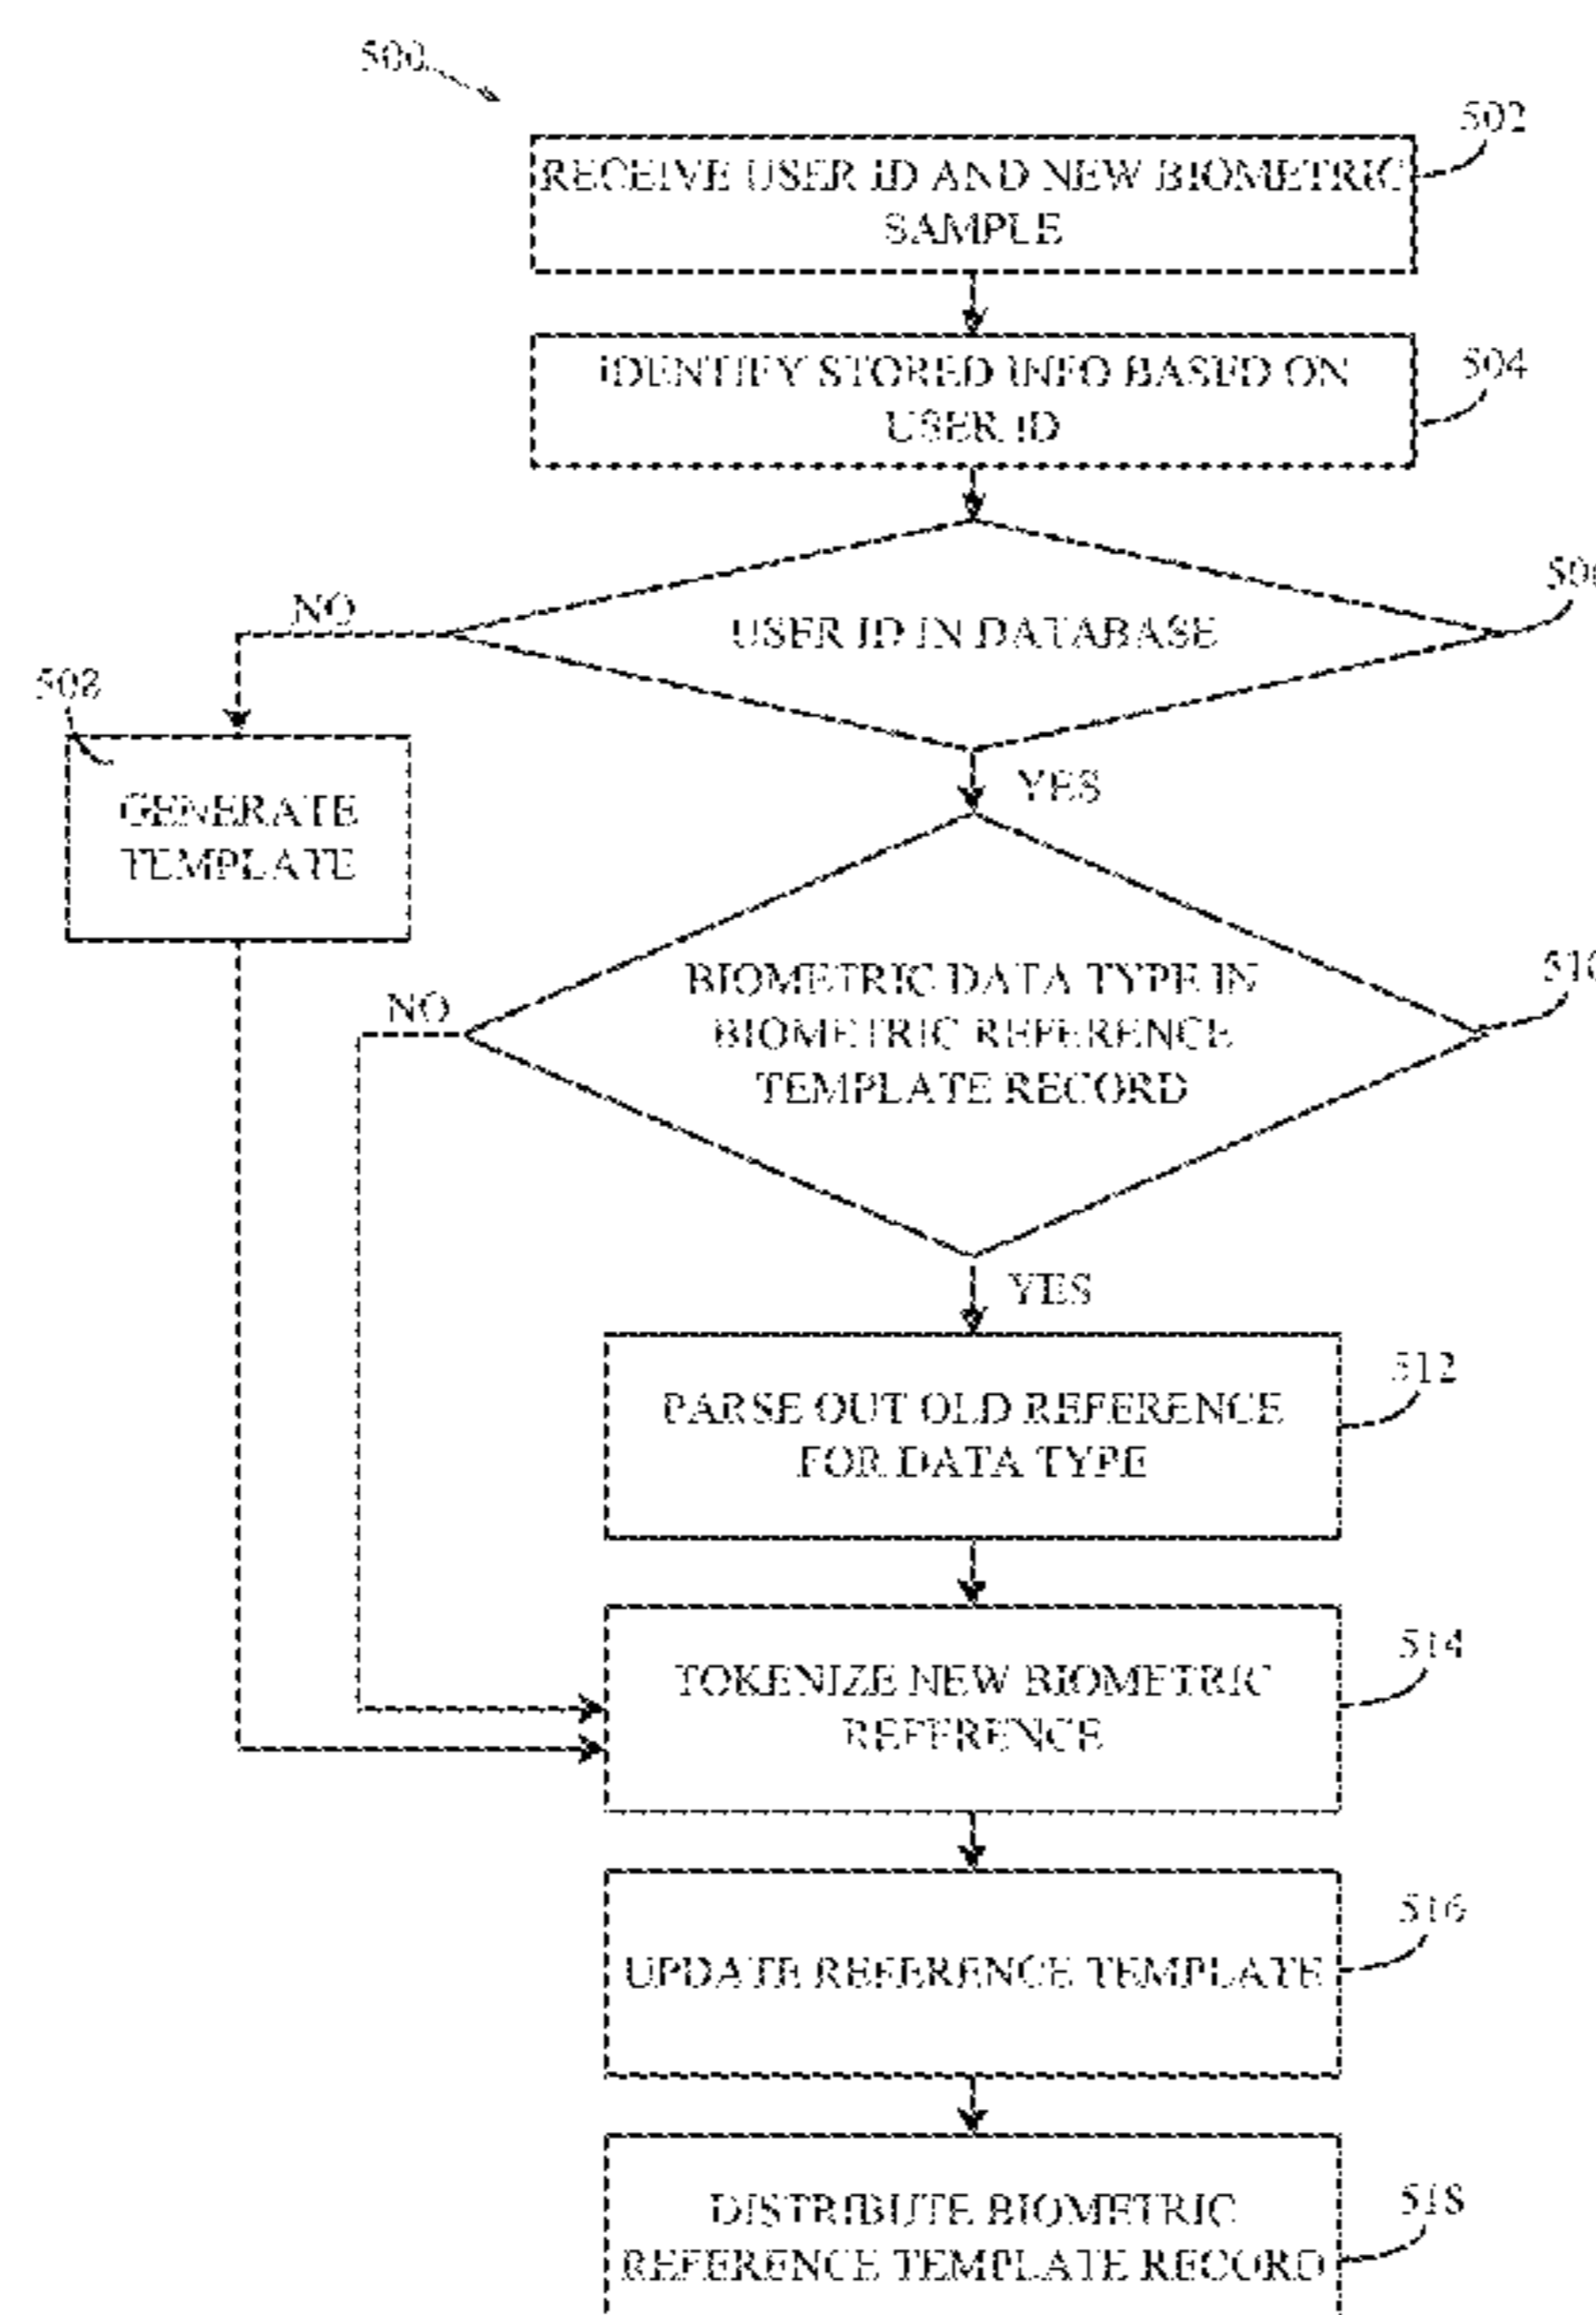 500
502
RECEIVE USER ID AND NEW BIOMETRIC
SAMPLE
504
IDENTIFY STORED INFO BASED ON
USER ID
NO
USER ID IN DATABASE
508
YES
GENERATE
TEMPLATE
NO
BIOMETRIC DATA TYPE IN
BIOMETRIC REFERENCE
TEMPLATE RECORD
YES
512
PARSE OUT OLD REFERENCE
FOR DATA TYPE
514
TOKENIZE NEW BIOMETRIC
REFERENCE
516
UPDATE REFERENCE TEMPLATE
518
DISTRIBUTE BIOMETRIC
REFERENCE TEMPLATE RECORD